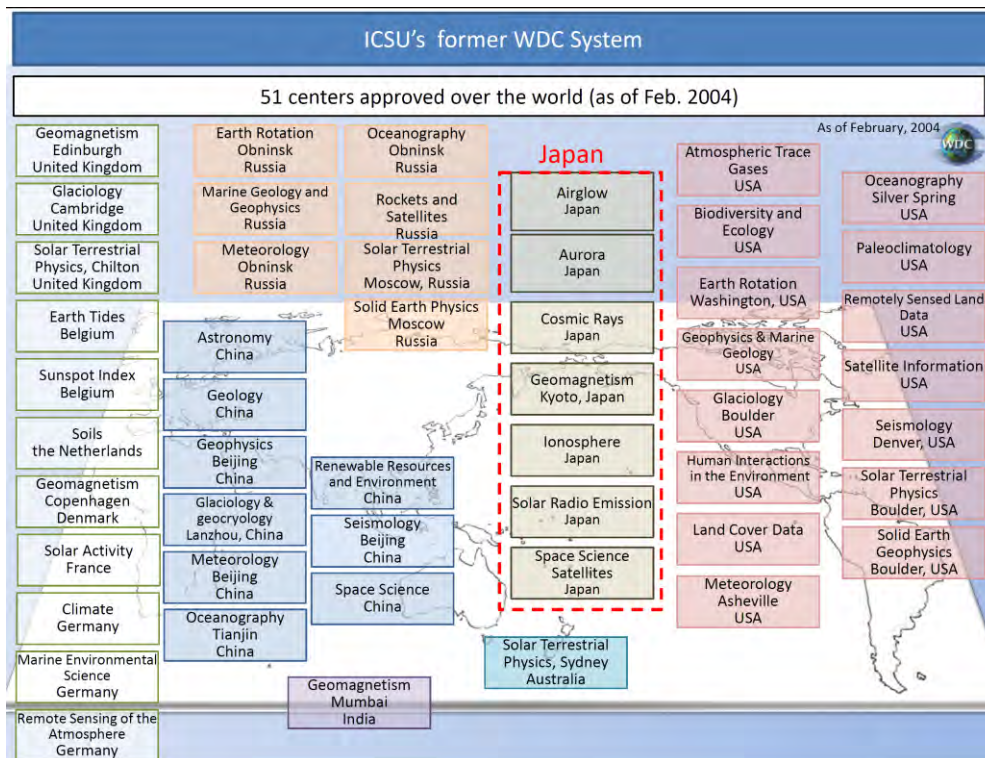 ICSU's former WDC System
51 centers approved over the world (as of Feb. 2004)
As of February, 2004
WDC
Geomagnetism
Edinburgh
United Kingdom
Glaciology
Cambridge
United Kingdom
Solar Terrestrial
Physics, Chilton
United Kingdom
Earth Tides
Belgium
Sunspot Index
Belgium
Soils
the Netherlands
Geomagnetism
Copenhagen
Denmark
Solar Activity
France
Climate
Germany
Marine Environmental
Science
Germany
Remote Sensing of the
Atmosphere
Germany
Earth Rotation
Obninsk
Russia
Marine Geology and
Geophysics
Russia
Meteorology
Obninsk
Russia
Oceanography
Obninsk
Russia
Rockets and
Satellites
Russia
Solar Terrestrial
Physics
Moscow, Russia
Solid Earth Physics
Moscow
Russia
Astronomy
China
Geology
China
Geophysics
Beijing
China
Glaciology &
geocryology
Lanzhou, China
Meteorology
Beijing
China
Oceanography
Tianjin
China
Renewable Resources
and Environment
China
Seismology
Beijing
China
Space Science
China
Geomagnetism
Mumbai
India
Japan
Airglow
Japan
Aurora
Japan
Cosmic Rays
Japan
Geomagnetism
Kyoto, Japan
Ionosphere
Japan
Solar Radio Emission
Japan
Space Science
Satellites
Japan
Solar Terrestrial
Physics, Sydney
Australia
Atmospheric Trace
Gases
USA
Biodiversity and
Ecology
USA
Earth Rotation
Washington, USA
Geophysics & Marine
Geology
USA
Glaciology
Boulder
USA
Human Interactions
in the Environment
USA
Land Cover Data
USA
Meteorology
Asheville
USA
Oceanography
Silver Spring
USA
Paleoclimatology
USA
Remotely Sensed Land
Data
USA
Satellite Information
USA
Seismology
Denver, USA
Solar Terrestrial
Physics
Boulder, USA
Solid Earth
Geophysics
Boulder, USA